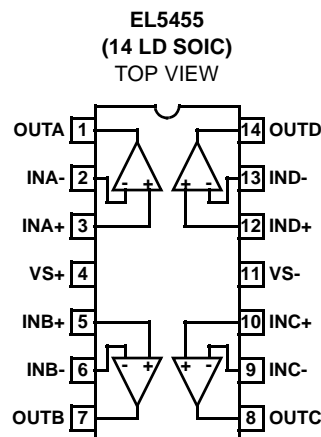 EL5455
(14 LD SOIC)
TOP VIEW
OUTA 1 14 OUTD
INA- 2 - + + - 13 IND-
INA+ 3 12 IND+
VS+ 4 11 VS-
INB+ 5 10 INC+
INB- 6 - + + - 9 INC-
OUTB 7 8 OUTC